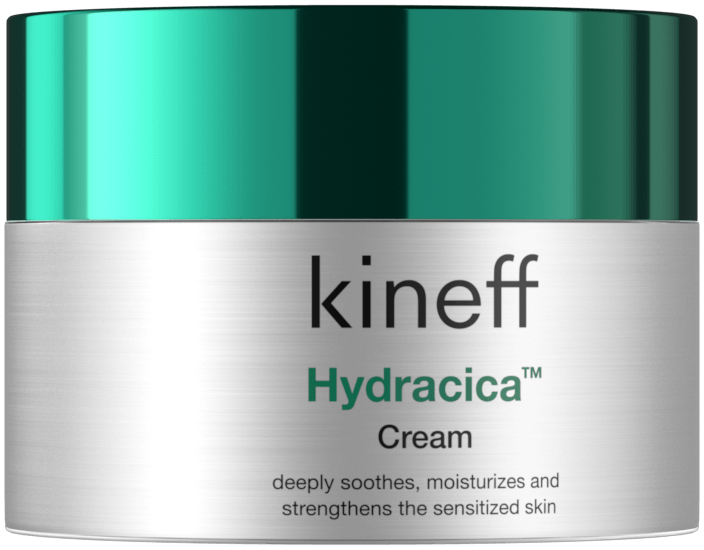 kineff
Hydracica™
Cream
deeply soothes, moisturizes and
strengthens the sensitized skin